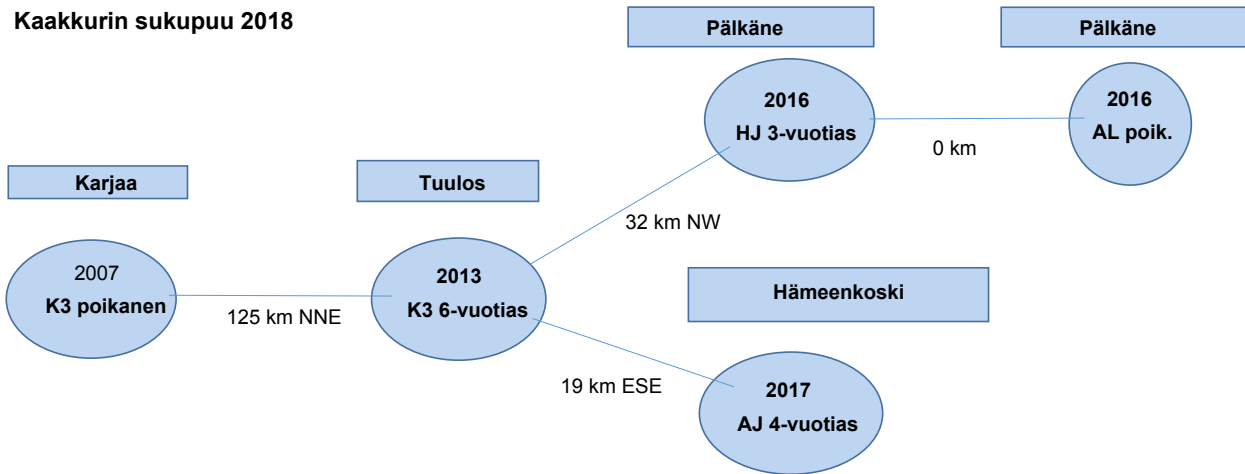 Kaakkurin sukupuu 2018
Pälkäne
Pälkäne
2016
HJ 3-vuotias
2016
AL poik.
0 km
Karjaa
Tuulos
32 km NW
2007
K3 poikanen
2013
K3 6-vuotias
125 km NNE
Hämeenkoski
19 km ESE
2017
AJ 4-vuotias